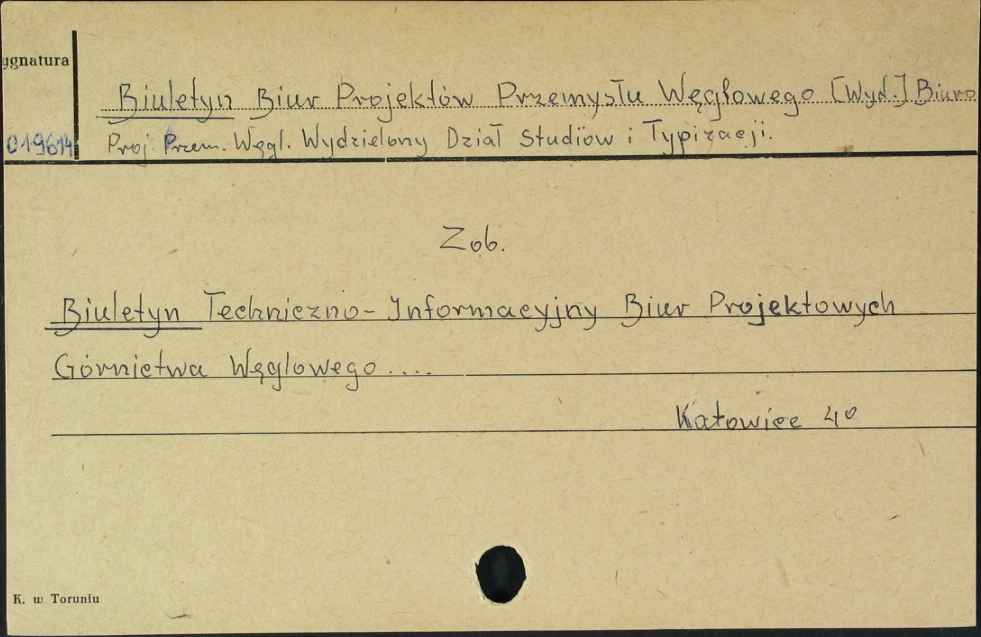 ygnatura
Biuletyn Biur Projektów Przemysłu Węglowego [Wyd.] Biuro
019614 Proj. Przem. Węgl. Wydzielony Dział Studiów i Typizacji.
Zob.
Biuletyn Techniczno-Informacyjny Biur Projektowych
Górnictwa Węglowego....
Katowice 4º
K. w Toruniu